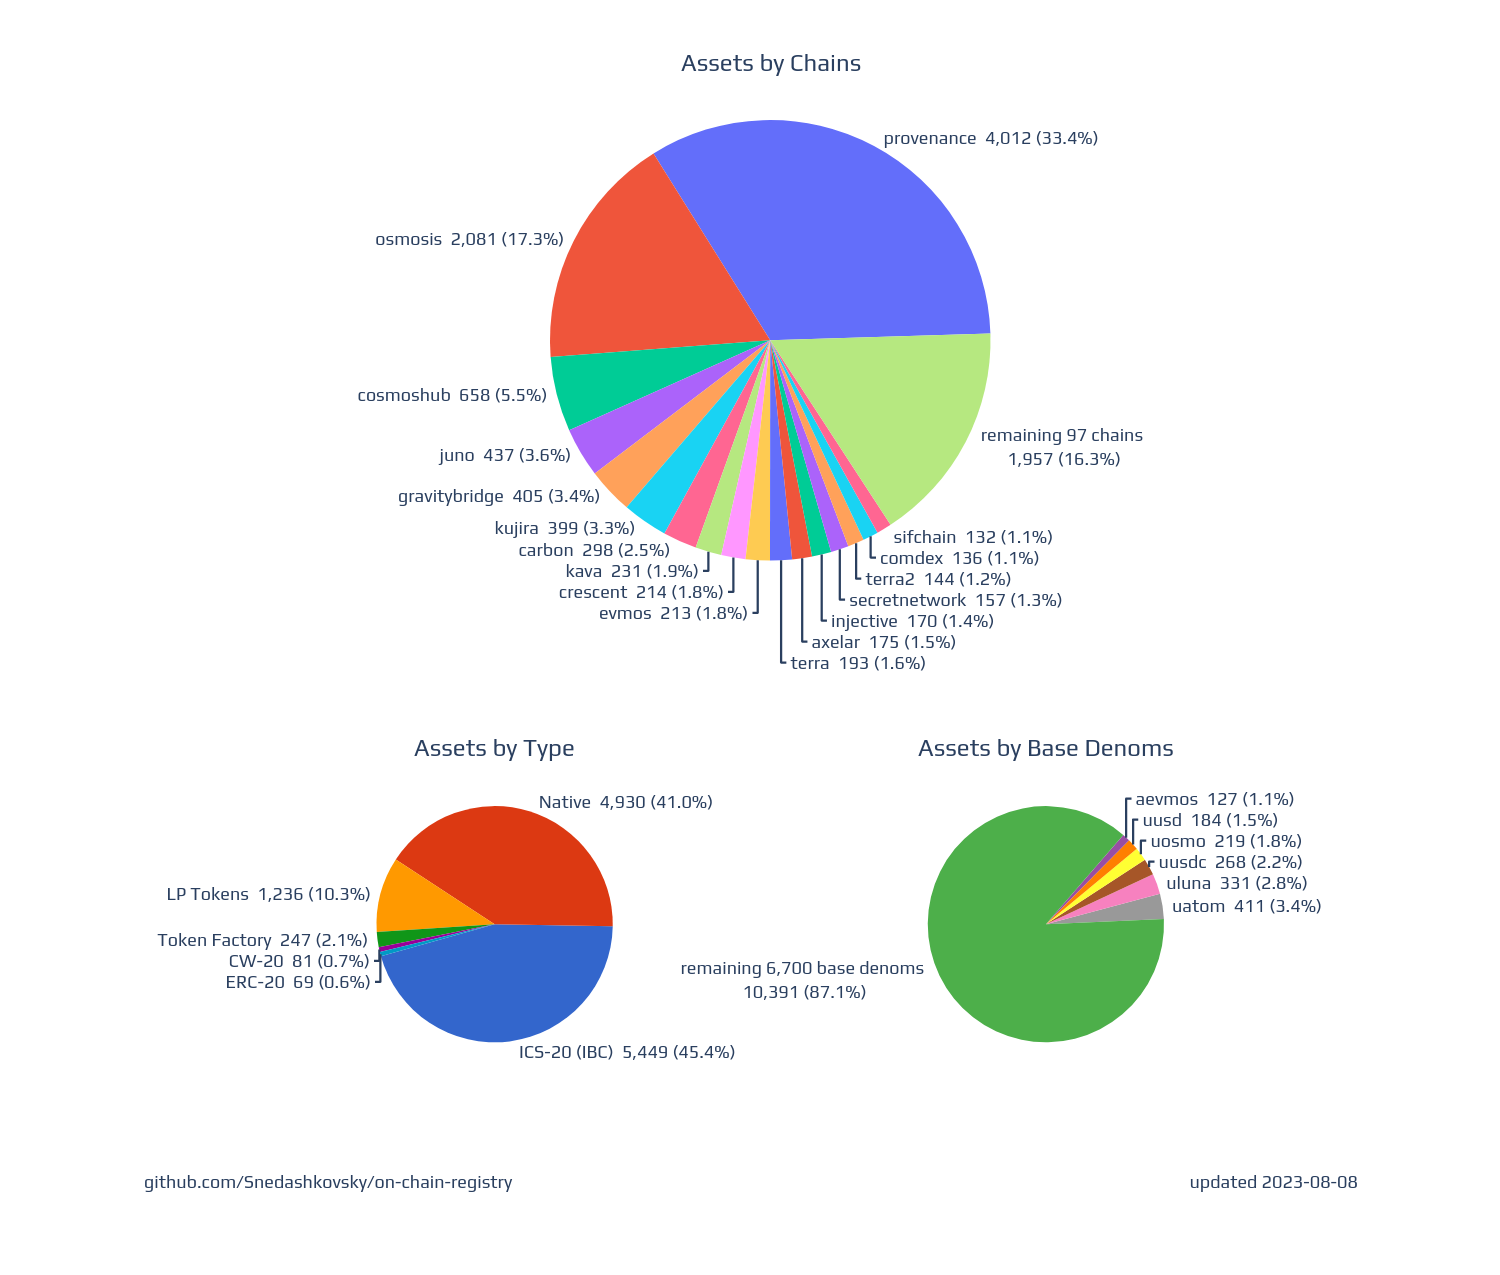 Assets by Chains
provenance 4,012 (33.4%)
osmosis 2,081 (17.3%)
cosmoshub 658 (5.5%)
remaining 97 chains
1,957 (16.3%)
juno 437 (3.6%)
gravitybridge 405 (3.4%)
kujira 399 (3.3%)
sifchain 132 (1.1%)
carbon 298 (2.5%)
comdex 136 (1.1%)
kava 231 (1.9%)
terra2 144 (1.2%)
crescent 214 (1.8%)
secretnetwork 157 (1.3%)
evmos 213 (1.8%)
injective 170 (1.4%)
axelar 175 (1.5%)
terra 193 (1.6%)
Assets by Type
Native 4,930 (41.0%)
LP Tokens 1,236 (10.3%)
Token Factory 247 (2.1%)
CW-20 81 (0.7%)
ERC-20 69 (0.6%)
ICS-20 (IBC) 5,449 (45.4%)
Assets by Base Denoms
aevmos 127 (1.1%)
uusd 184 (1.5%)
uosmo 219 (1.8%)
uusdc 268 (2.2%)
uluna 331 (2.8%)
uatom 411 (3.4%)
remaining 6,700 base denoms
10,391 (87.1%)
github.com/Snedashkovsky/on-chain-registry
updated 2023-08-08